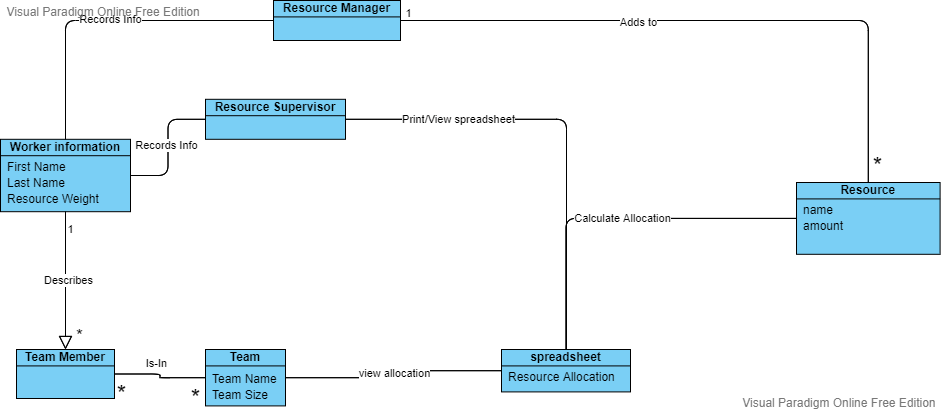 Visual Paradigm Online Free Edition
Resource Manager
1
Records Info
Adds to
*
Resource Supervisor
Print/View spreadsheet
Records Info
Worker information
First Name
Last Name
Resource Weight
Resource
name
amount
Calculate Allocation
1
Describes
*
Team Member
*
Is-In
*
Team
Team Name
Team Size
view allocation
spreadsheet
Resource Allocation
Visual Paradigm Online Free Edition